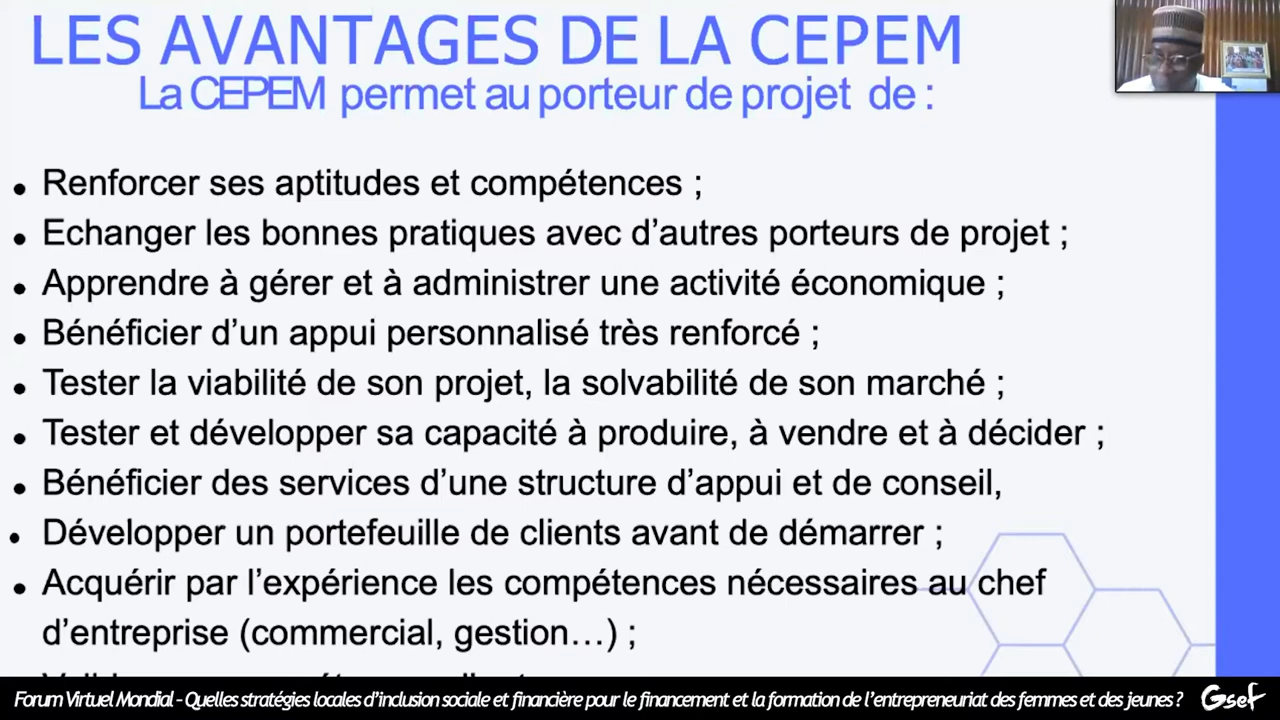 LES AVANTAGES DE LA CEPEM
La CEPEM permet au porteur de projet de :
• Renforcer ses aptitudes et compétences ;
• Echanger les bonnes pratiques avec d’autres porteurs de projet ;
• Apprendre à gérer et à administrer une activité économique ;
• Bénéficier d’un appui personnalisé très renforcé ;
• Tester la viabilité de son projet, la solvabilité de son marché ;
• Tester et développer sa capacité à produire, à vendre et à décider ;
• Bénéficier des services d’une structure d’appui et de conseil,
• Développer un portefeuille de clients avant de démarrer ;
• Acquérir par l’expérience les compétences nécessaires au chef
d’entreprise (commercial, gestion…) ;
Forum Virtuel Mondial - Quelles stratégies locales d’inclusion sociale et financière pour le financement et la formation de l’entrepreneuriat des femmes et des jeunes ?
Gsef